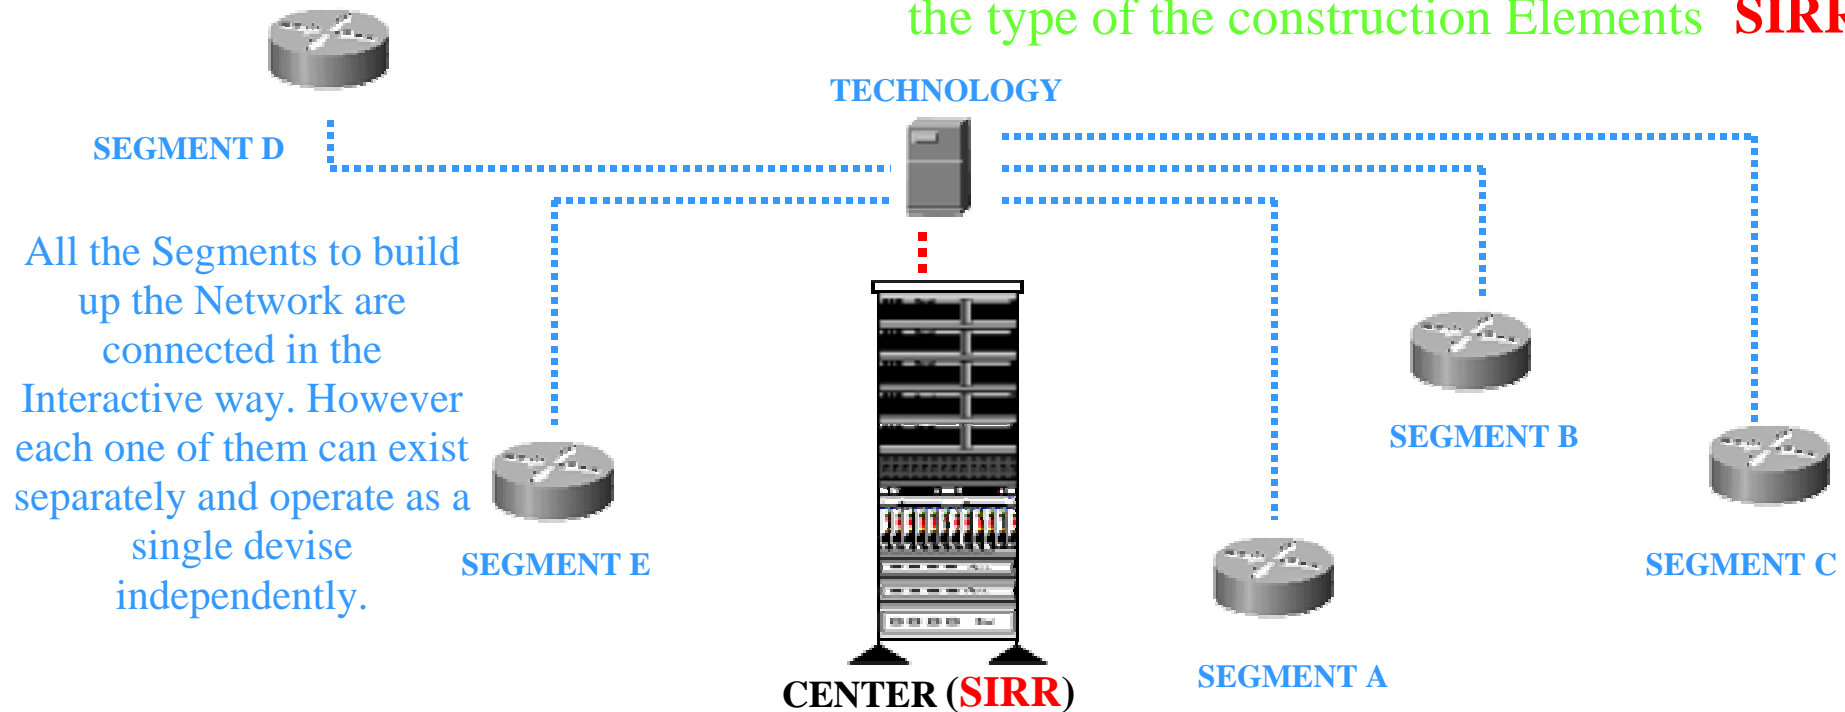 the type of the construction Elements SIRR
TECHNOLOGY
SEGMENT D
All the Segments to build
up the Network are
connected in the
Interactive way. However
each one of them can exist
separately and operate as a
single devise
independently.
SEGMENT E
SEGMENT B
SEGMENT C
SEGMENT A
CENTER (SIRR)